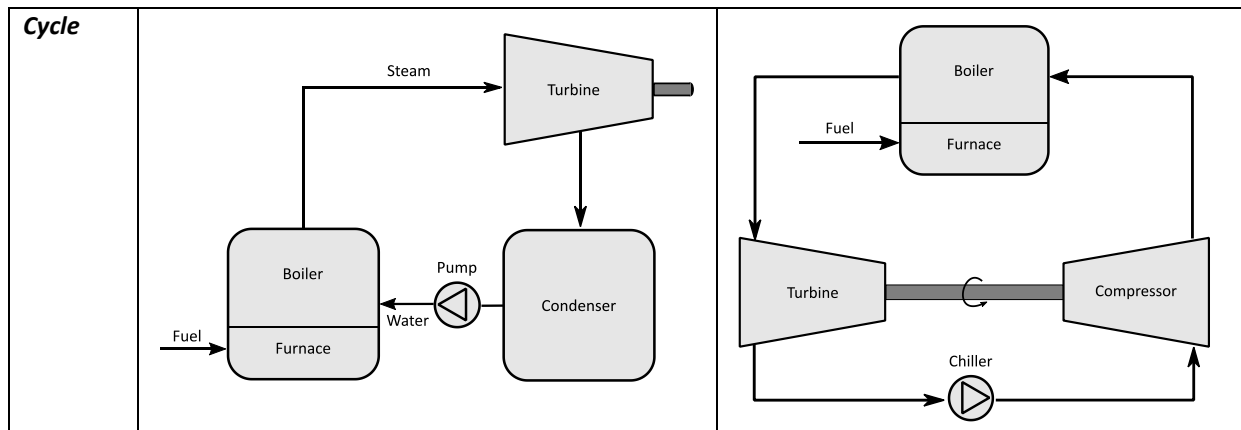 Cycle
Steam
Turbine
Boiler
Pump
Condenser
Water
Fuel
Furnace
Boiler
Fuel
Furnace
Turbine
Compressor
Chiller